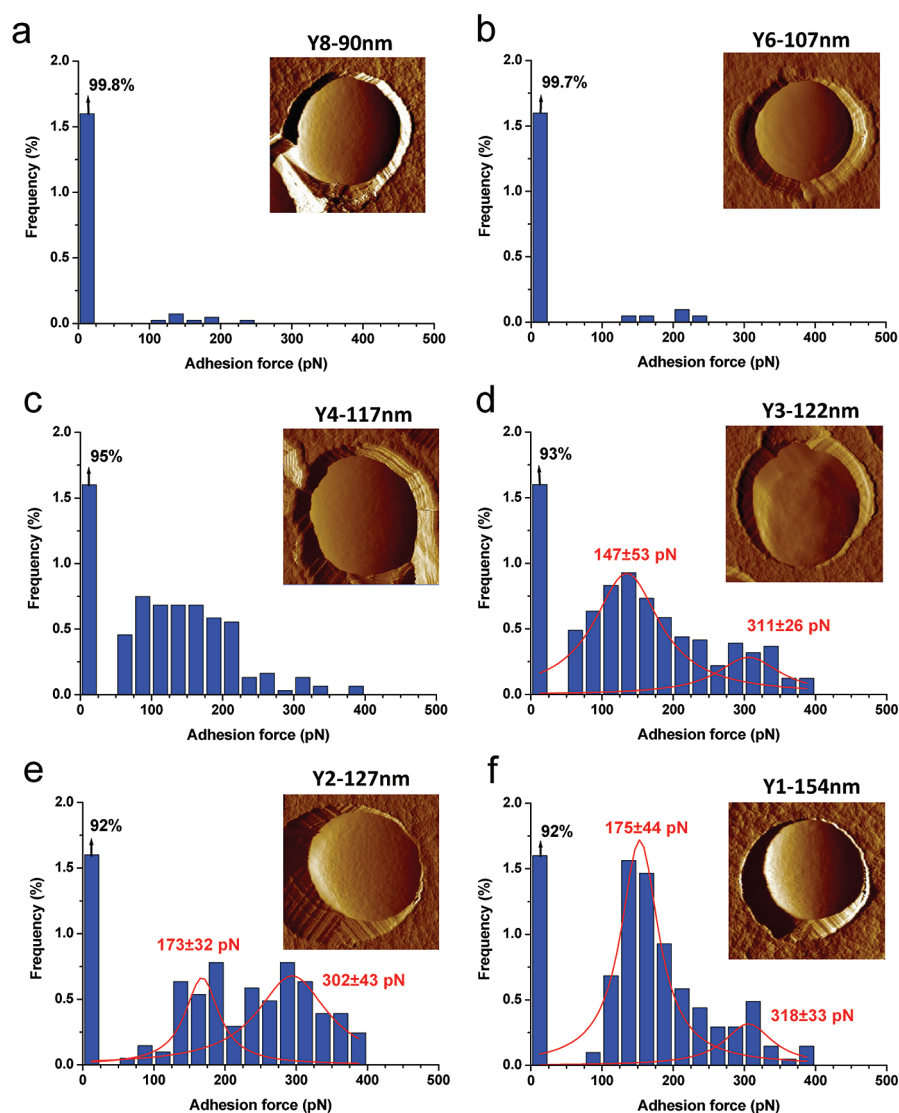 a
Y8-90nm
2.0
1.5
1.0
0.5
0.0
99.8%
Frequency (%)
0
100
200
300
400
500
Adhesion force (pN)
b
Y6-107nm
2.0
1.5
1.0
0.5
0.0
99.7%
Frequency (%)
0
100
200
300
400
500
Adhesion force (pN)
c
Y4-117nm
2.0
1.5
1.0
0.5
0.0
95%
Frequency (%)
0
100
200
300
400
500
Adhesion force (pN)
d
Y3-122nm
2.0
1.5
1.0
0.5
0.0
93%
147±53 pN
311±26 pN
Frequency (%)
0
100
200
300
400
500
Adhesion force (pN)
e
Y2-127nm
2.0
1.5
1.0
0.5
0.0
92%
173±32 pN
302±43 pN
Frequency (%)
0
100
200
300
400
500
Adhesion force (pN)
f
Y1-154nm
2.0
1.5
1.0
0.5
0.0
92%
175±44 pN
318±33 pN
Frequency (%)
0
100
200
300
400
500
Adhesion force (pN)